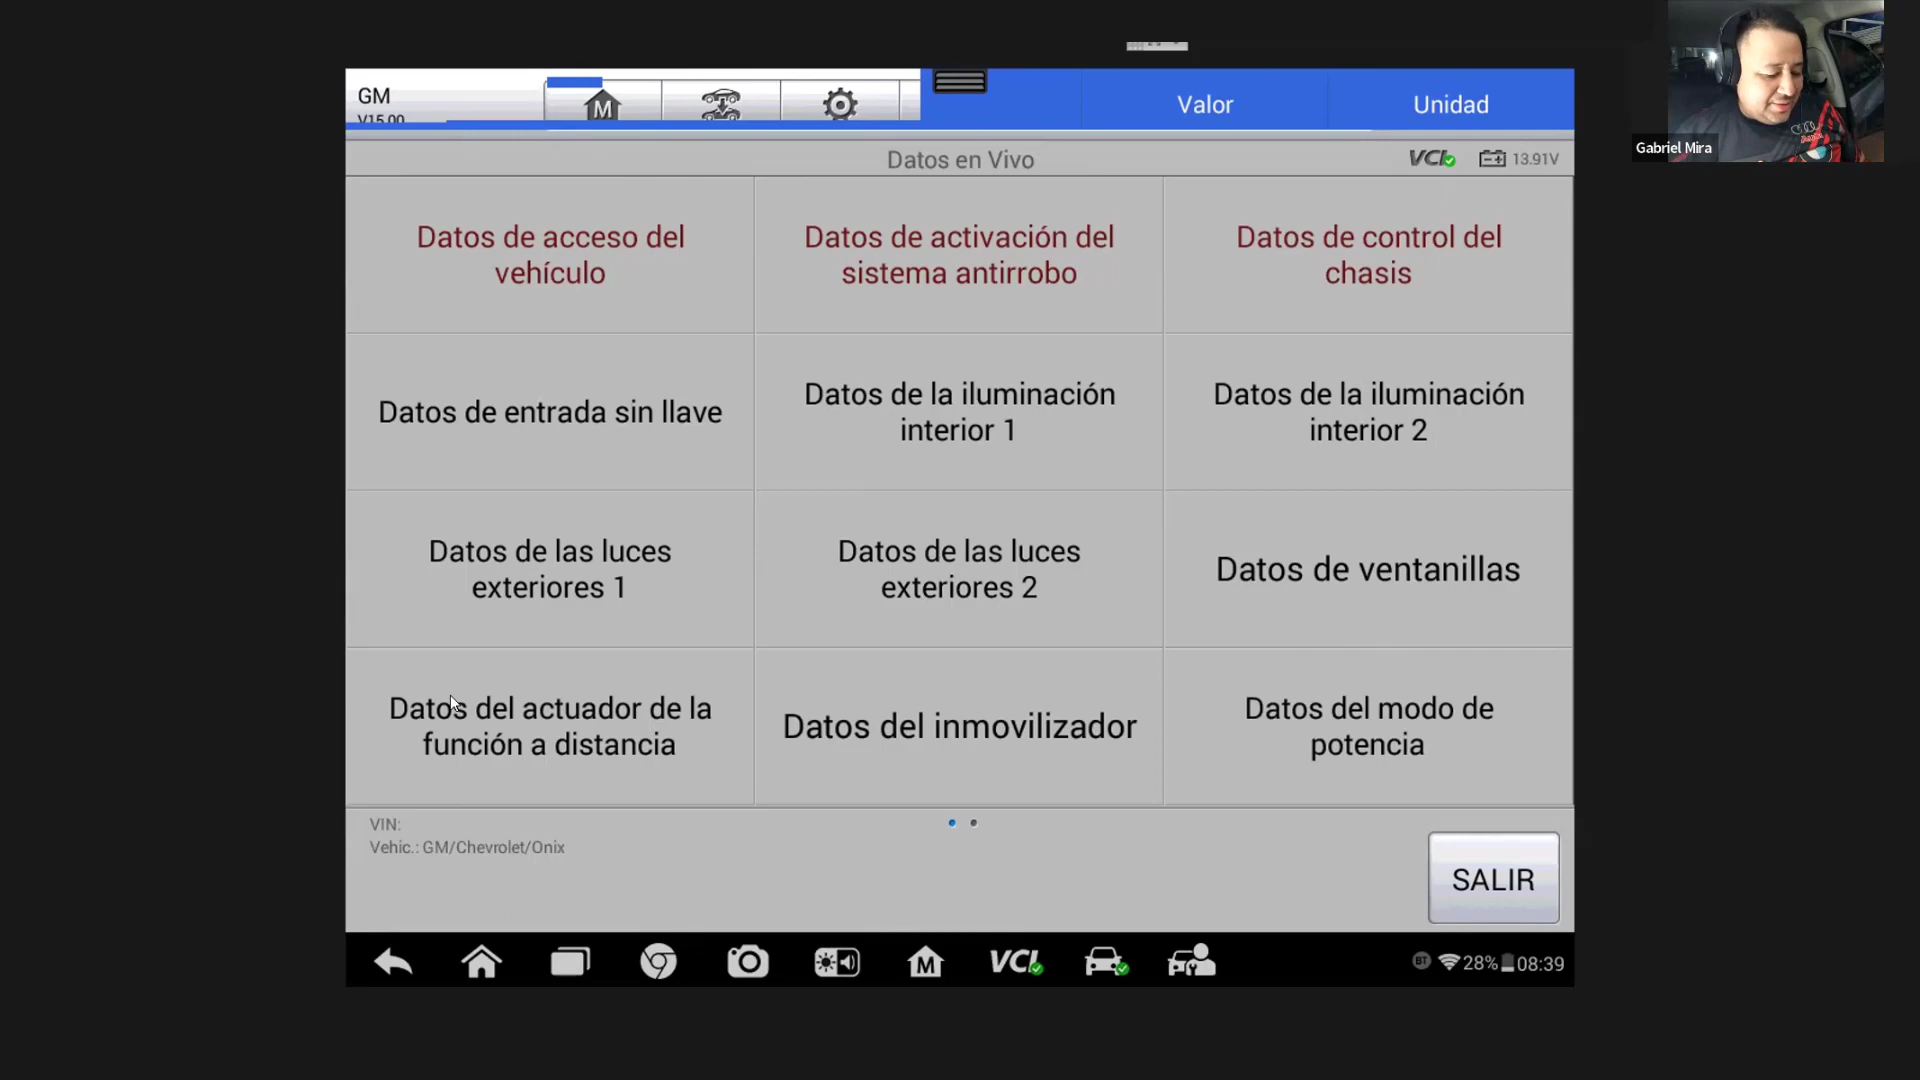 GM
V15.00
M
Valor
Unidad
Gabriel Mira
Datos en Vivo
VCI
13.91V
Datos de acceso del
vehículo
Datos de activación del
sistema antirrobo
Datos de control del
chasis
Datos de entrada sin llave
Datos de la iluminación
interior 1
Datos de la iluminación
interior 2
Datos de las luces
exteriores 1
Datos de las luces
exteriores 2
Datos de ventanillas
Datos del actuador de la
función a distancia
Datos del inmovilizador
Datos del modo de
potencia
VIN:
Vehic.: GM/Chevrolet/Onix
SALIR
M
VCI
BT
28%
08:39